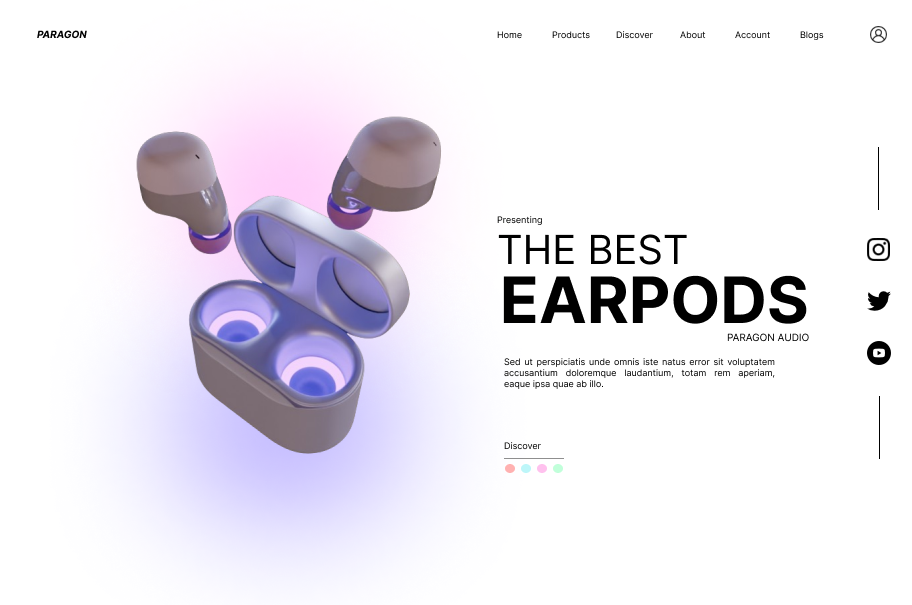 PARAGON
Home Products Discover About Account Blogs
Presenting
THE BEST
EARPODS
PARAGON AUDIO
Sed ut perspiciatis unde omnis iste natus error sit voluptatem
accusantium doloremque laudantium, totam rem aperiam,
eaque ipsa quae ab illo.
Discover